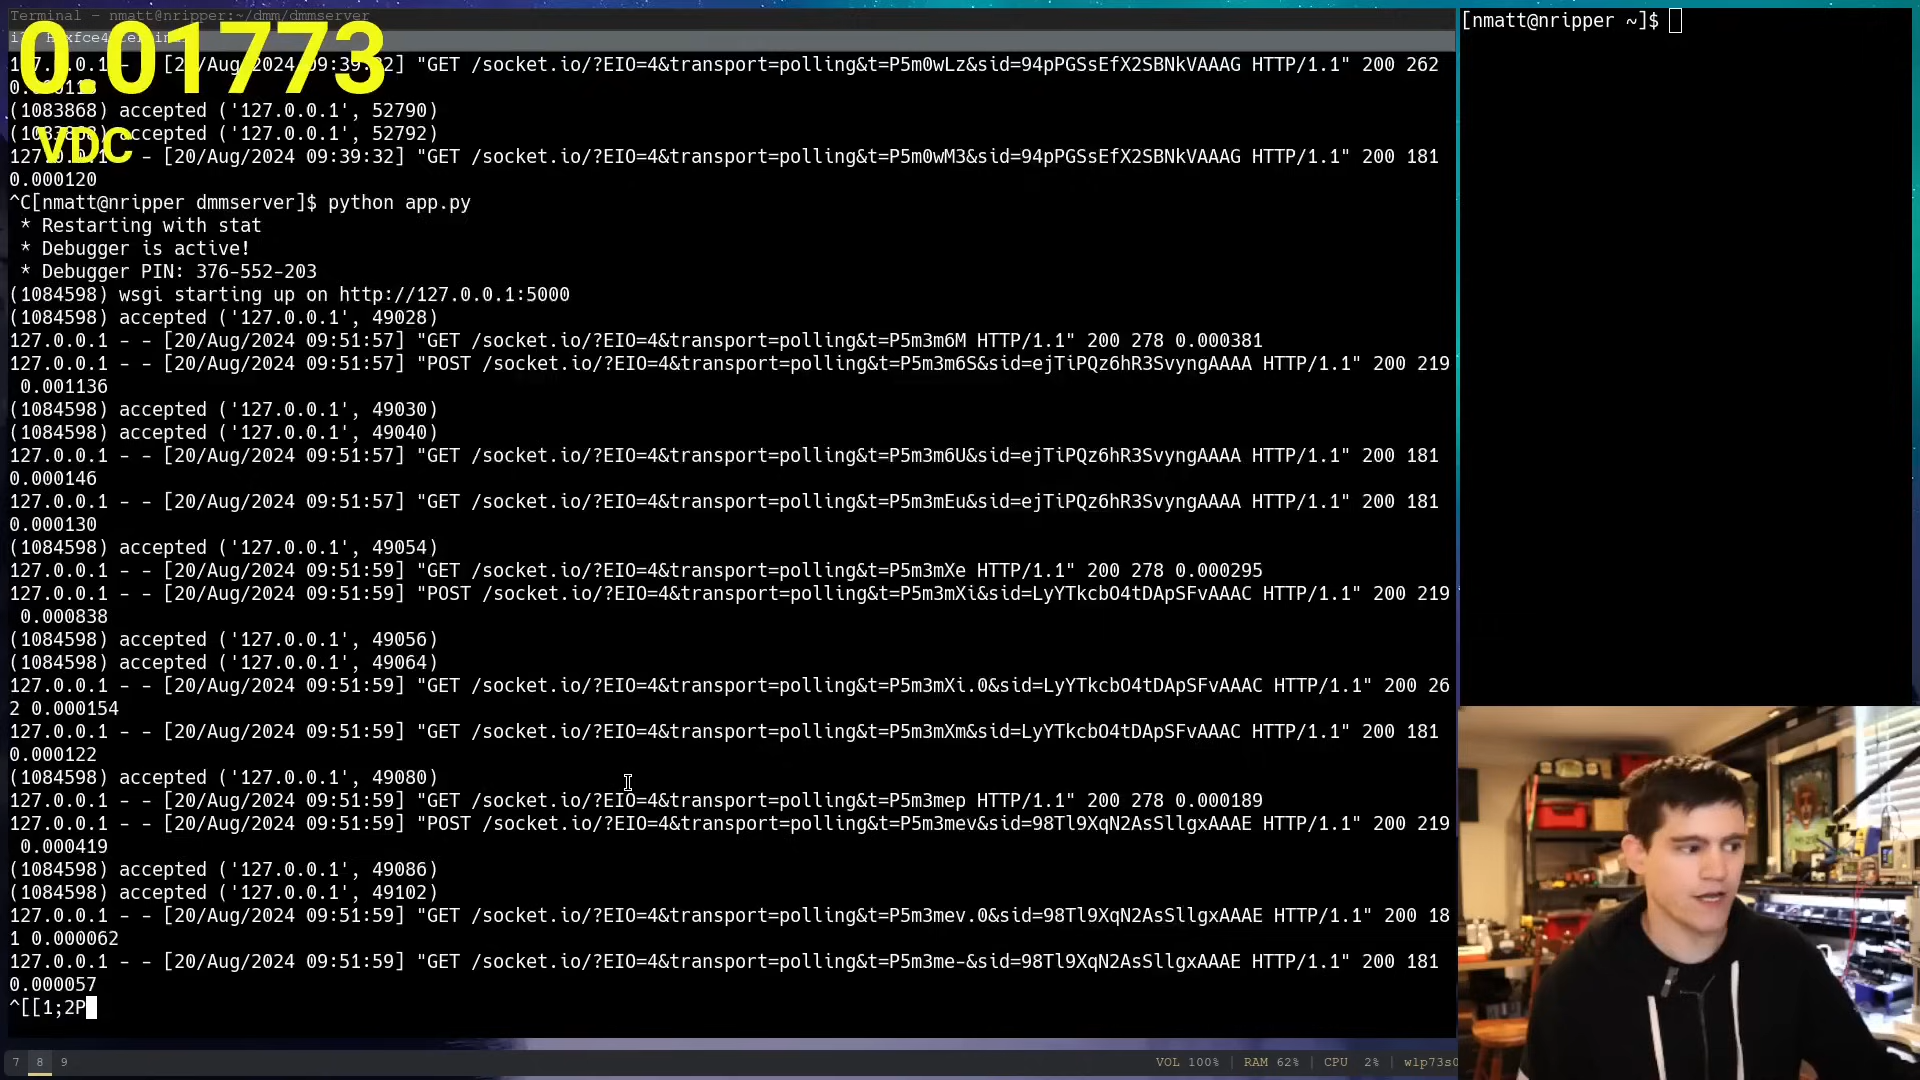 Terminal - nmatt@nripper:~/dmm/dmmserver
0.01773
VDC
[20/Aug/2024 09:39:32] "GET /socket.io/?EIO=4&transport=polling&t=P5m0wLz&sid=94pPGSsEfX2SBNkVAAAG HTTP/1.1" 200 262
(1083868) accepted ('127.0.0.1', 52790)
(1083868) accepted ('127.0.0.1', 52792)
127.0.0.1 - - [20/Aug/2024 09:39:32] "GET /socket.io/?EIO=4&transport=polling&t=P5m0wM3&sid=94pPGSsEfX2SBNkVAAAG HTTP/1.1" 200 181
0.000120
^C[nmatt@nripper dmmserver]$ python app.py
* Restarting with stat
* Debugger is active!
* Debugger PIN: 376-552-203
(1084598) wsgi starting up on http://127.0.0.1:5000
(1084598) accepted ('127.0.0.1', 49028)
127.0.0.1 - - [20/Aug/2024 09:51:57] "GET /socket.io/?EIO=4&transport=polling&t=P5m3m6M HTTP/1.1" 200 278 0.000381
127.0.0.1 - - [20/Aug/2024 09:51:57] "POST /socket.io/?EIO=4&transport=polling&t=P5m3m6S&sid=ejTiPQz6hR3SvyngAAAA HTTP/1.1" 200 219
0.001136
(1084598) accepted ('127.0.0.1', 49030)
(1084598) accepted ('127.0.0.1', 49040)
127.0.0.1 - - [20/Aug/2024 09:51:57] "GET /socket.io/?EIO=4&transport=polling&t=P5m3m6U&sid=ejTiPQz6hR3SvyngAAAA HTTP/1.1" 200 181
0.000146
127.0.0.1 - - [20/Aug/2024 09:51:57] "GET /socket.io/?EIO=4&transport=polling&t=P5m3mEu&sid=ejTiPQz6hR3SvyngAAAA HTTP/1.1" 200 181
0.000130
(1084598) accepted ('127.0.0.1', 49054)
127.0.0.1 - - [20/Aug/2024 09:51:59] "GET /socket.io/?EIO=4&transport=polling&t=P5m3mXe HTTP/1.1" 200 278 0.000295
127.0.0.1 - - [20/Aug/2024 09:51:59] "POST /socket.io/?EIO=4&transport=polling&t=P5m3mXi&sid=LyYTkcbO4tDApSFvAAAC HTTP/1.1" 200 219
0.000838
(1084598) accepted ('127.0.0.1', 49056)
(1084598) accepted ('127.0.0.1', 49064)
127.0.0.1 - - [20/Aug/2024 09:51:59] "GET /socket.io/?EIO=4&transport=polling&t=P5m3mXi.0&sid=LyYTkcbO4tDApSFvAAAC HTTP/1.1" 200 26
2 0.000154
127.0.0.1 - - [20/Aug/2024 09:51:59] "GET /socket.io/?EIO=4&transport=polling&t=P5m3mXm&sid=LyYTkcbO4tDApSFvAAAC HTTP/1.1" 200 181
0.000122
(1084598) accepted ('127.0.0.1', 49080)
127.0.0.1 - - [20/Aug/2024 09:51:59] "GET /socket.io/?EIO=4&transport=polling&t=P5m3mep HTTP/1.1" 200 278 0.000189
127.0.0.1 - - [20/Aug/2024 09:51:59] "POST /socket.io/?EIO=4&transport=polling&t=P5m3mev&sid=98Tl9XqN2AsSllgxAAAE HTTP/1.1" 200 219
0.000419
(1084598) accepted ('127.0.0.1', 49086)
(1084598) accepted ('127.0.0.1', 49102)
127.0.0.1 - - [20/Aug/2024 09:51:59] "GET /socket.io/?EIO=4&transport=polling&t=P5m3mev.0&sid=98Tl9XqN2AsSllgxAAAE HTTP/1.1" 200 18
1 0.000062
127.0.0.1 - - [20/Aug/2024 09:51:59] "GET /socket.io/?EIO=4&transport=polling&t=P5m3me-&sid=98Tl9XqN2AsSllgxAAAE HTTP/1.1" 200 181
0.000057
^[[1;2P
[nmatt@nripper ~]$
7 8 9
VOL 100% | RAM 62% | CPU 2% | wlp73s0